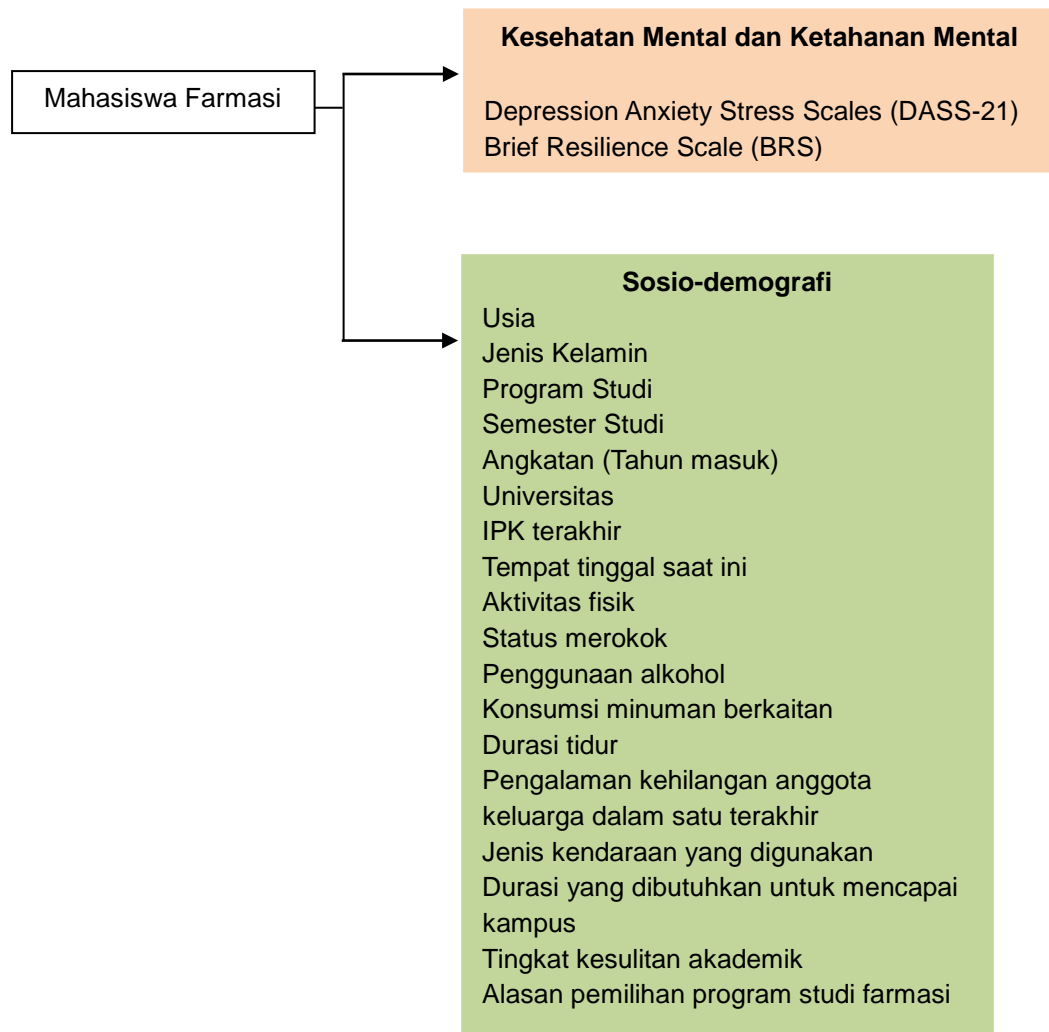 Mahasiswa Farmasi
Kesehatan Mental dan Ketahanan Mental
Depression Anxiety Stress Scales (DASS-21)
Brief Resilience Scale (BRS)
Sosio-demografi
Usia
Jenis Kelamin
Program Studi
Semester Studi
Angkatan (Tahun masuk)
Universitas
IPK terakhir
Tempat tinggal saat ini
Aktivitas fisik
Status merokok
Penggunaan alkohol
Konsumsi minuman berkaitan
Durasi tidur
Pengalaman kehilangan anggota
keluarga dalam satu terakhir
Jenis kendaraan yang digunakan
Durasi yang dibutuhkan untuk mencapai
kampus
Tingkat kesulitan akademik
Alasan pemilihan program studi farmasi